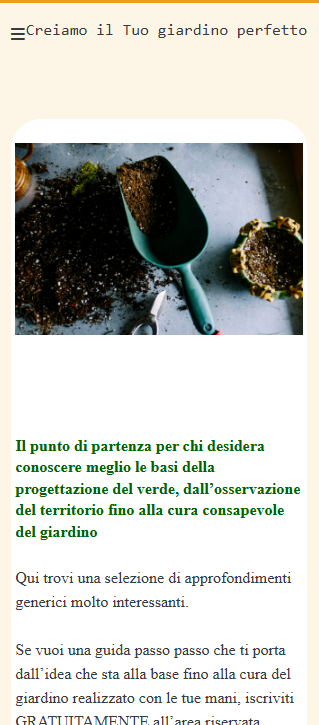 Creiamo il Tuo giardino perfetto
Il punto di partenza per chi desidera
conoscere meglio le basi della
progettazione del verde, dall’osservazione
del territorio fino alla cura consapevole
del giardino
Qui trovi una selezione di approfondimenti
generici molto interessanti.
Se vuoi una guida passo passo che ti porta
dall’idea che sta alla base fino alla cura del
giardino realizzato con le tue mani, iscriviti
GRATUITAMENTE all’area riservata